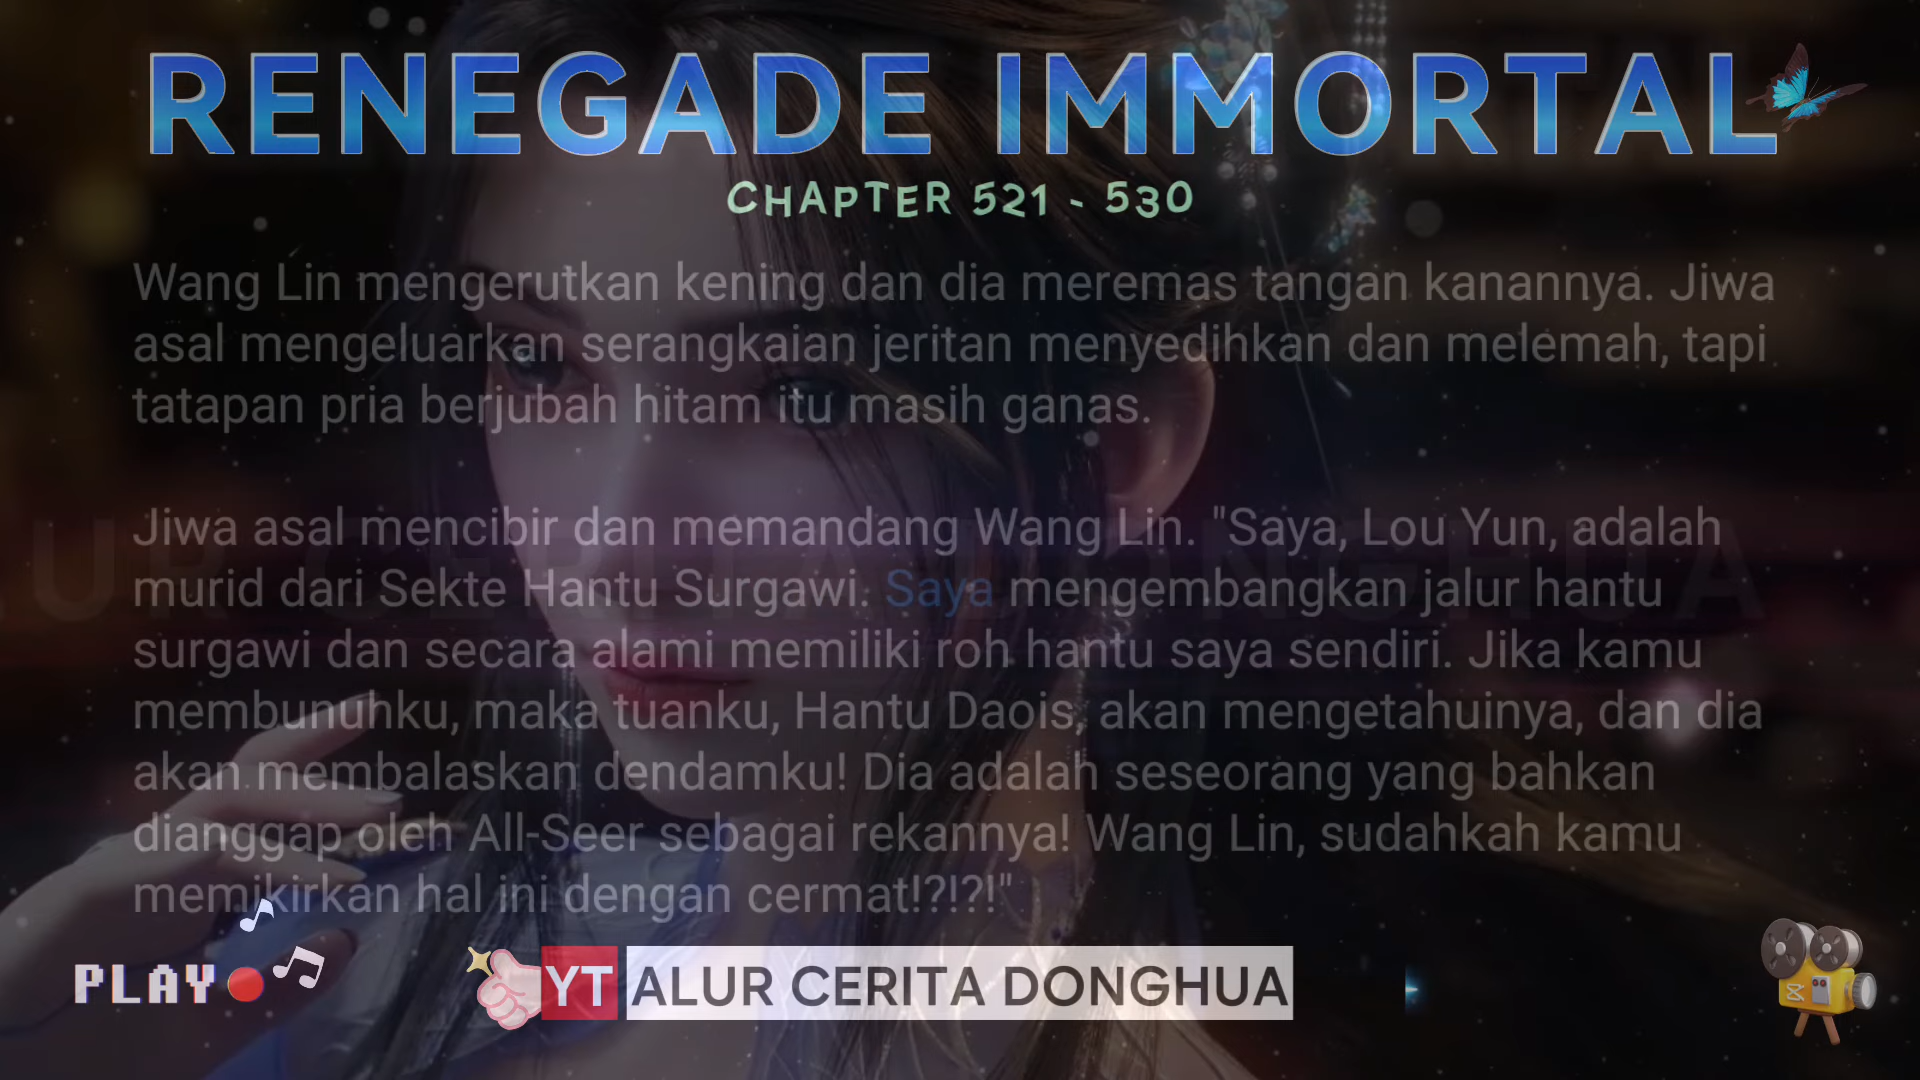 RENEGADE IMMORTAL
CHAPTER 521 - 530
Wang Lin mengerutkan kening dan dia meremas tangan kanannya. Jiwa
asal mengeluarkan serangkaian jeritan menyedihkan dan melemah, tapi
tatapan pria berjubah hitam itu masih ganas.
Jiwa asal mencibir dan memandang Wang Lin. "Saya, Lou Yun, adalah
murid dari Sekte Hantu Surgawi. Saya mengembangkan jalur hantu
surgawi dan secara alami memiliki roh hantu saya sendiri. Jika kamu
membunuhku, maka tuanku, Hantu Daois, akan mengetahuinya, dan dia
akan membalaskan dendamku! Dia adalah seseorang yang bahkan
dianggap oleh All-Seer sebagai rekannya! Wang Lin, sudahkah kamu
memikirkan hal ini dengan cermat!?!?!"
PLAY
YT ALUR CERITA DONGHUA